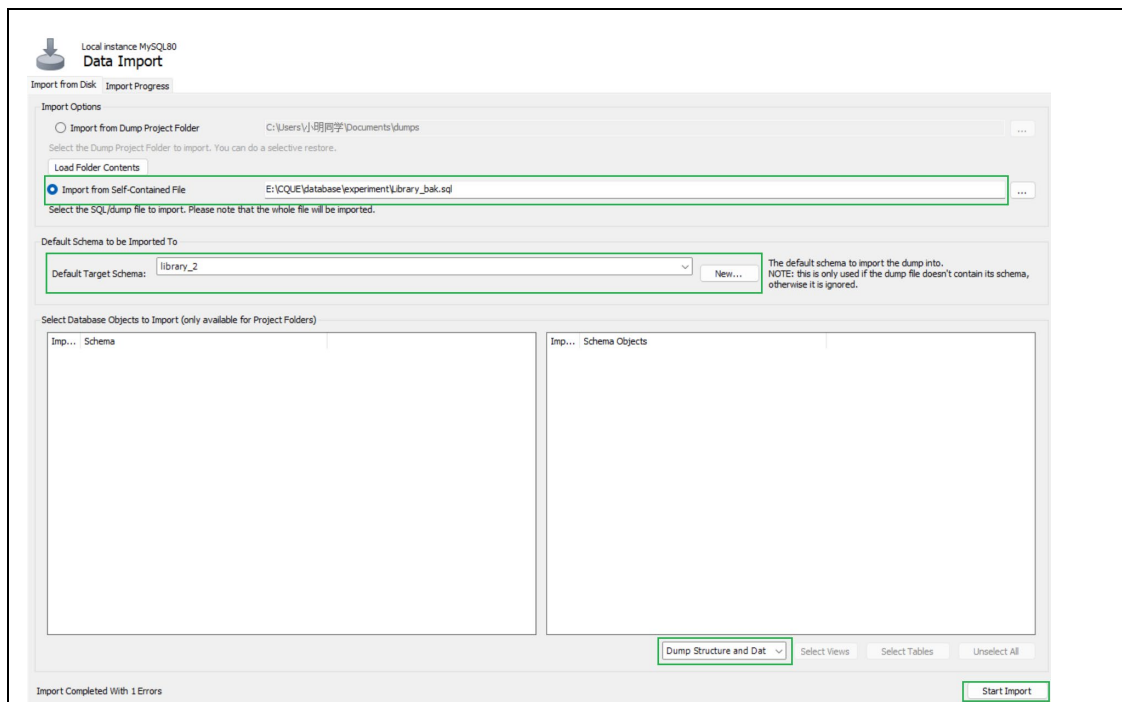 Local instance MySQL80
Data Import
Import from Disk Import Progress
Import Options
Import from Dump Project Folder C:\Users\小明同学\Documents\dumps ...
Select the Dump Project Folder to import. You can do a selective restore.
Load Folder Contents
Import from Self-Contained File E:\CQUE\database\experiment\Library_bak.sql ...
Select the SQL/dump file to import. Please note that the whole file will be imported.
Default Schema to be Imported To
Default Target Schema: library_2 New...
The default schema to import the dump into.
NOTE: this is only used if the dump file doesn't contain its schema,
otherwise it is ignored.
Select Database Objects to Import (only available for Project Folders)
Imp... Schema Imp... Schema Objects
Dump Structure and Dat Select Views Select Tables Unselect All
Import Completed With 1 Errors Start Import